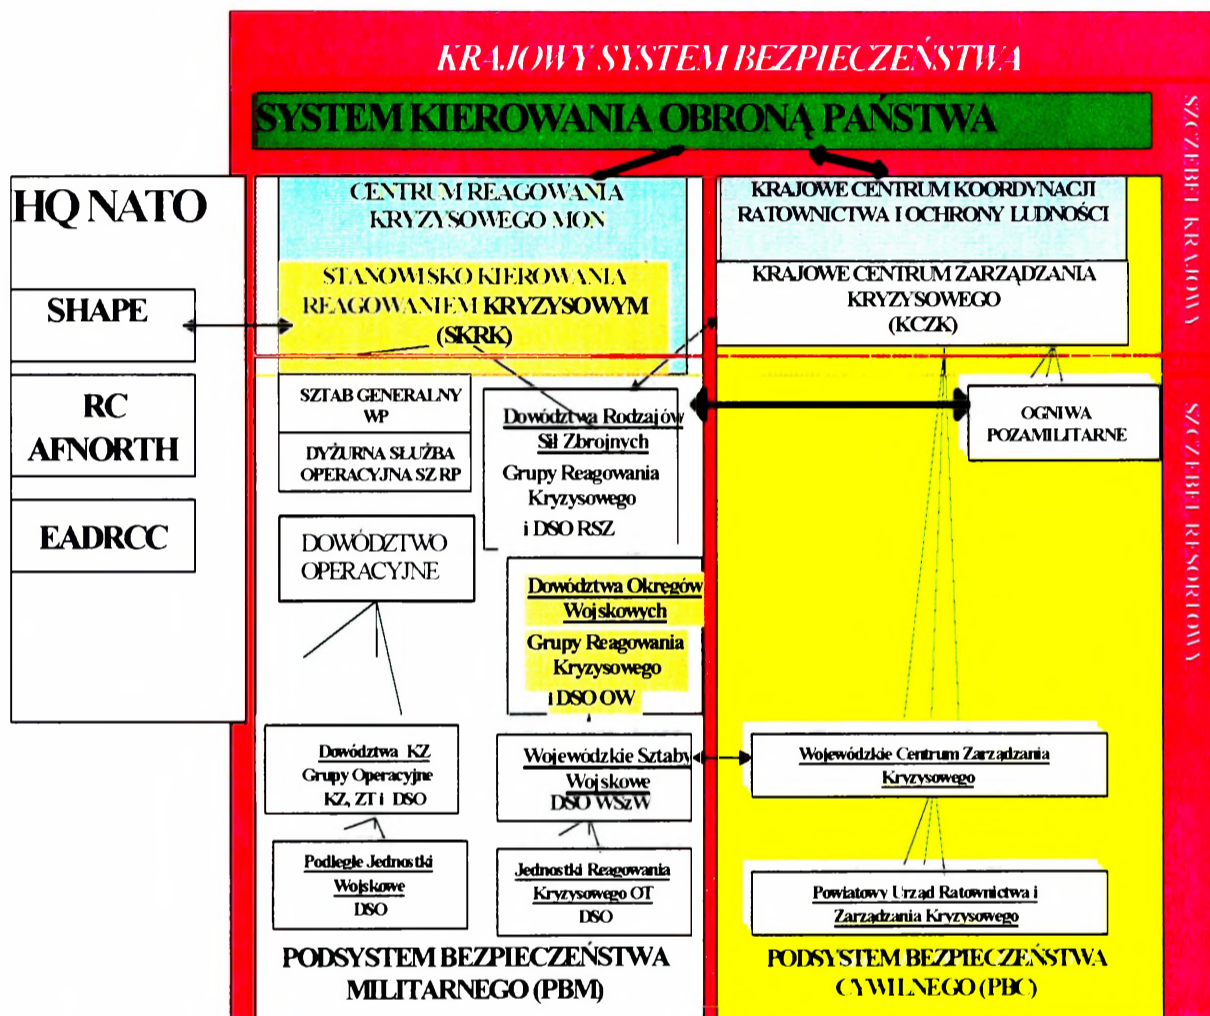 KRAJOWY SYSTEM BEZPIECZEŃSTWA
SYSTEM KIEROWANIA OBRONĄ PAŃSTWA
SZCZEBEL KRAJOWY
SZCZEBEL RESORTOWY
HQ NATO
SHAPE
RC
AFNORTH
EADRCC
CENTRUM REAGOWANIA
KRYZYSOWEGO MON
STANOWISKO KIEROWANIA
REAGOWANIEM KRYZYSOWYM
(SKRK)
KRAJOWE CENTRUM KOORDYNACJI
RATOWNICTWA I OCHRONY LUDNOŚCI
KRAJOWE CENTRUM ZARZĄDZANIA
KRYZYSOWEGO
(KCZK)
SZTAB GENERALNY
WP
DYŻURNA SŁUŻBA
OPERACYJNA SZ RP
DOWÓDZTWO
OPERACYJNE
Dowództwa Rodzajów
Sił Zbrojnych
Grupy Reagowania
Kryzysowego
i DSO RSZ
OGNIWA
POZAMILITARNE
Dowództwa Okręgów
Wojskowych
Grupy Reagowania
Kryzysowego
i DSO OW
Dowództwa KZ
Grupy Operacyjne
KZ, ZT i DSO
Wojewódzkie Sztaby
Wojskowe
DSO WSzW
Wojewódzkie Centrum Zarządzania
Kryzysowego
Podległe Jednostki
Wojskowe
DSO
Jednostki Reagowania
Kryzysowego OT
DSO
Powiatowy Urząd Ratownictwa i
Zarządzania Kryzysowego
PODSYSTEM BEZPIECZEŃSTWA
MILITARNEGO (PBM)
PODSYSTEM BEZPIECZEŃSTWA
CYWILNEGO (PBC)